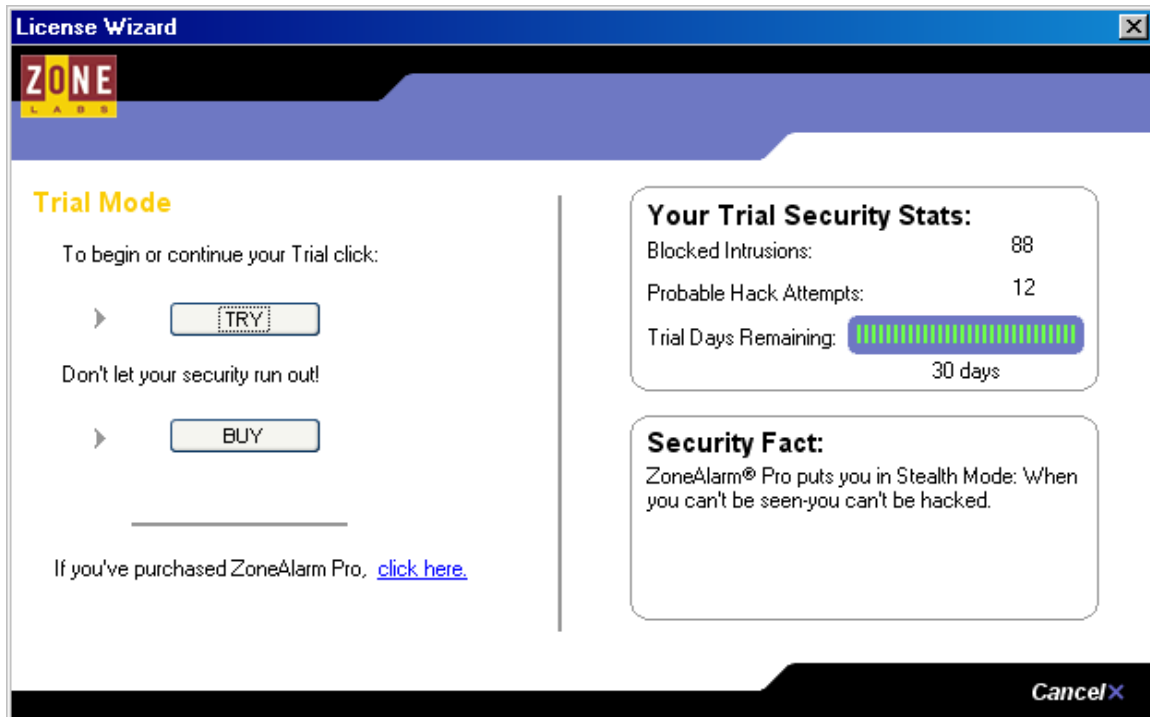 License Wizard
ZONE
LABS
Trial Mode
To begin or continue your Trial click:
TRY
Don't let your security run out!
BUY
If you've purchased ZoneAlarm Pro, click here.
Your Trial Security Stats:
Blocked Intrusions: 88
Probable Hack Attempts: 12
Trial Days Remaining:
30 days
Security Fact:
ZoneAlarm® Pro puts you in Stealth Mode: When
you can't be seen-you can't be hacked.
Cancel